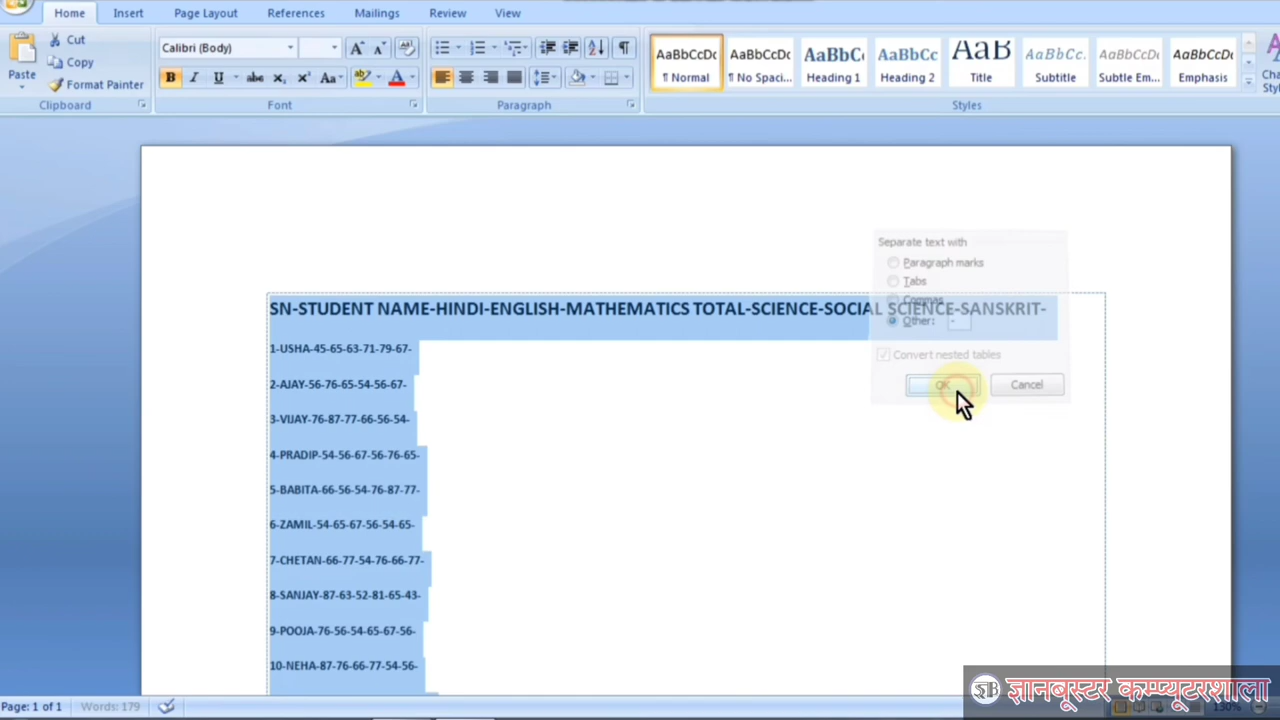 Home Insert Page Layout References Mailings Review View
Cut
Copy
Format Painter
Paste
Clipboard
Calibri (Body)
Font
Paragraph
AaBbCcDc AaBbCcDc AaBbCc AaBbCc AaB AaBbCc. AaBbCcDc AaBbCcDc
¶ Normal ¶ No Spaci... Heading 1 Heading 2 Title Subtitle Subtle Em... Emphasis
Styles
Separate text with
Paragraph marks
Tabs
Commas
Other: -
Convert nested tables
OK Cancel
SN-STUDENT NAME-HINDI-ENGLISH-MATHEMATICS TOTAL-SCIENCE-SOCIAL SCIENCE-SANSKRIT-
1-USHA-45-65-63-71-79-67-
2-AJAY-56-76-65-54-56-67-
3-VIJAY-76-87-77-66-56-54-
4-PRADIP-54-56-67-56-76-65-
5-BABITA-66-56-54-76-87-77-
6-ZAMIL-54-65-67-56-54-65-
7-CHETAN-66-77-54-76-66-77-
8-SANJAY-87-63-52-81-65-43-
9-POOJA-76-56-54-65-67-56-
10-NEHA-87-76-66-77-54-56-
ज्ञानबूस्टर कम्प्यूटरशाला
Page: 1 of 1 Words: 179 130%